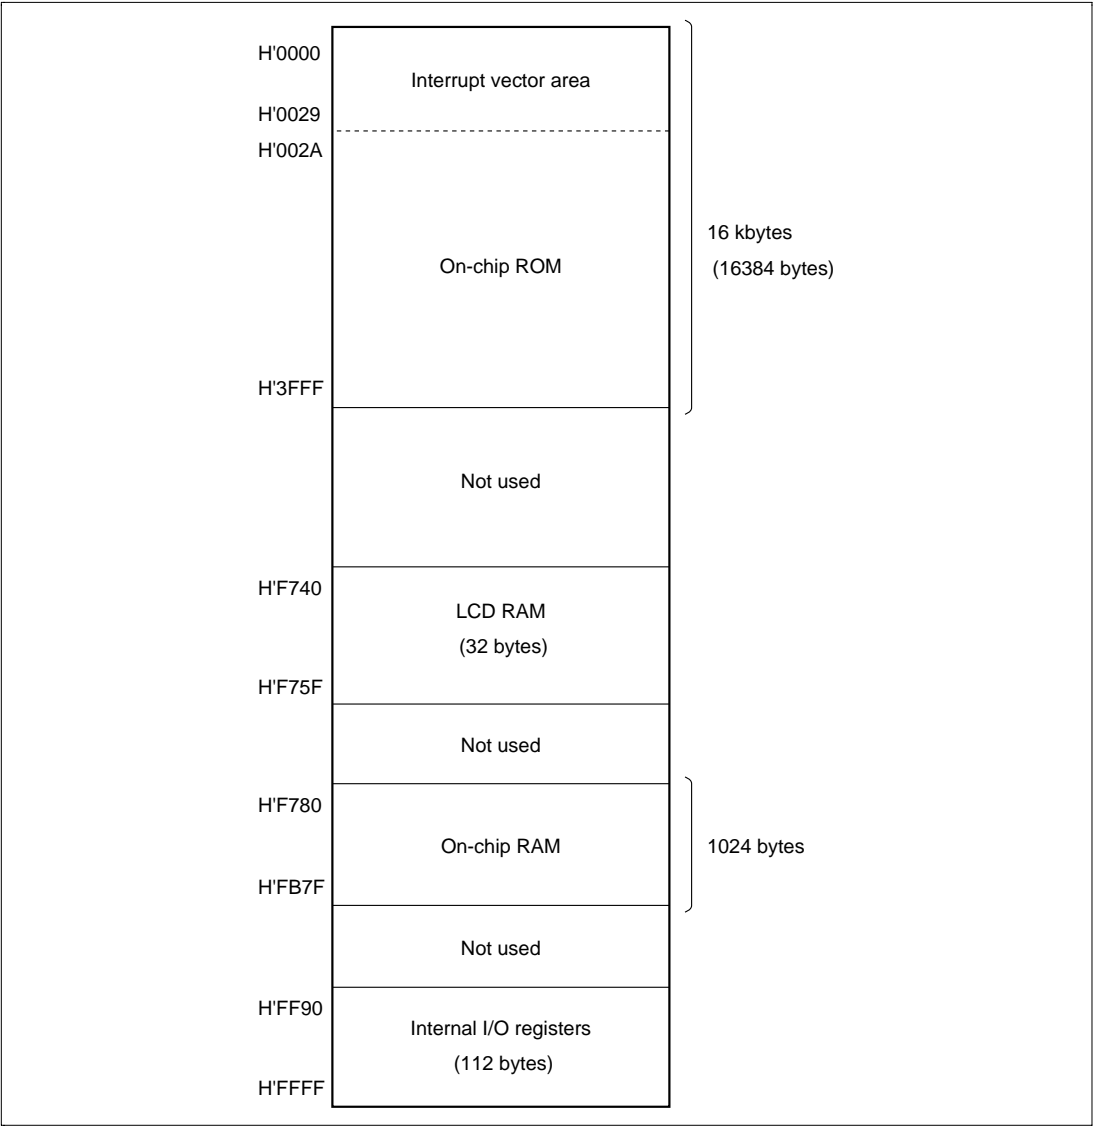 H'0000
Interrupt vector area
H'0029
H'002A
16 kbytes
(16384 bytes)
On-chip ROM
H'3FFF
Not used
H'F740
LCD RAM
(32 bytes)
H'F75F
Not used
H'F780
On-chip RAM
1024 bytes
H'FB7F
Not used
H'FF90
Internal I/O registers
(112 bytes)
H'FFFF